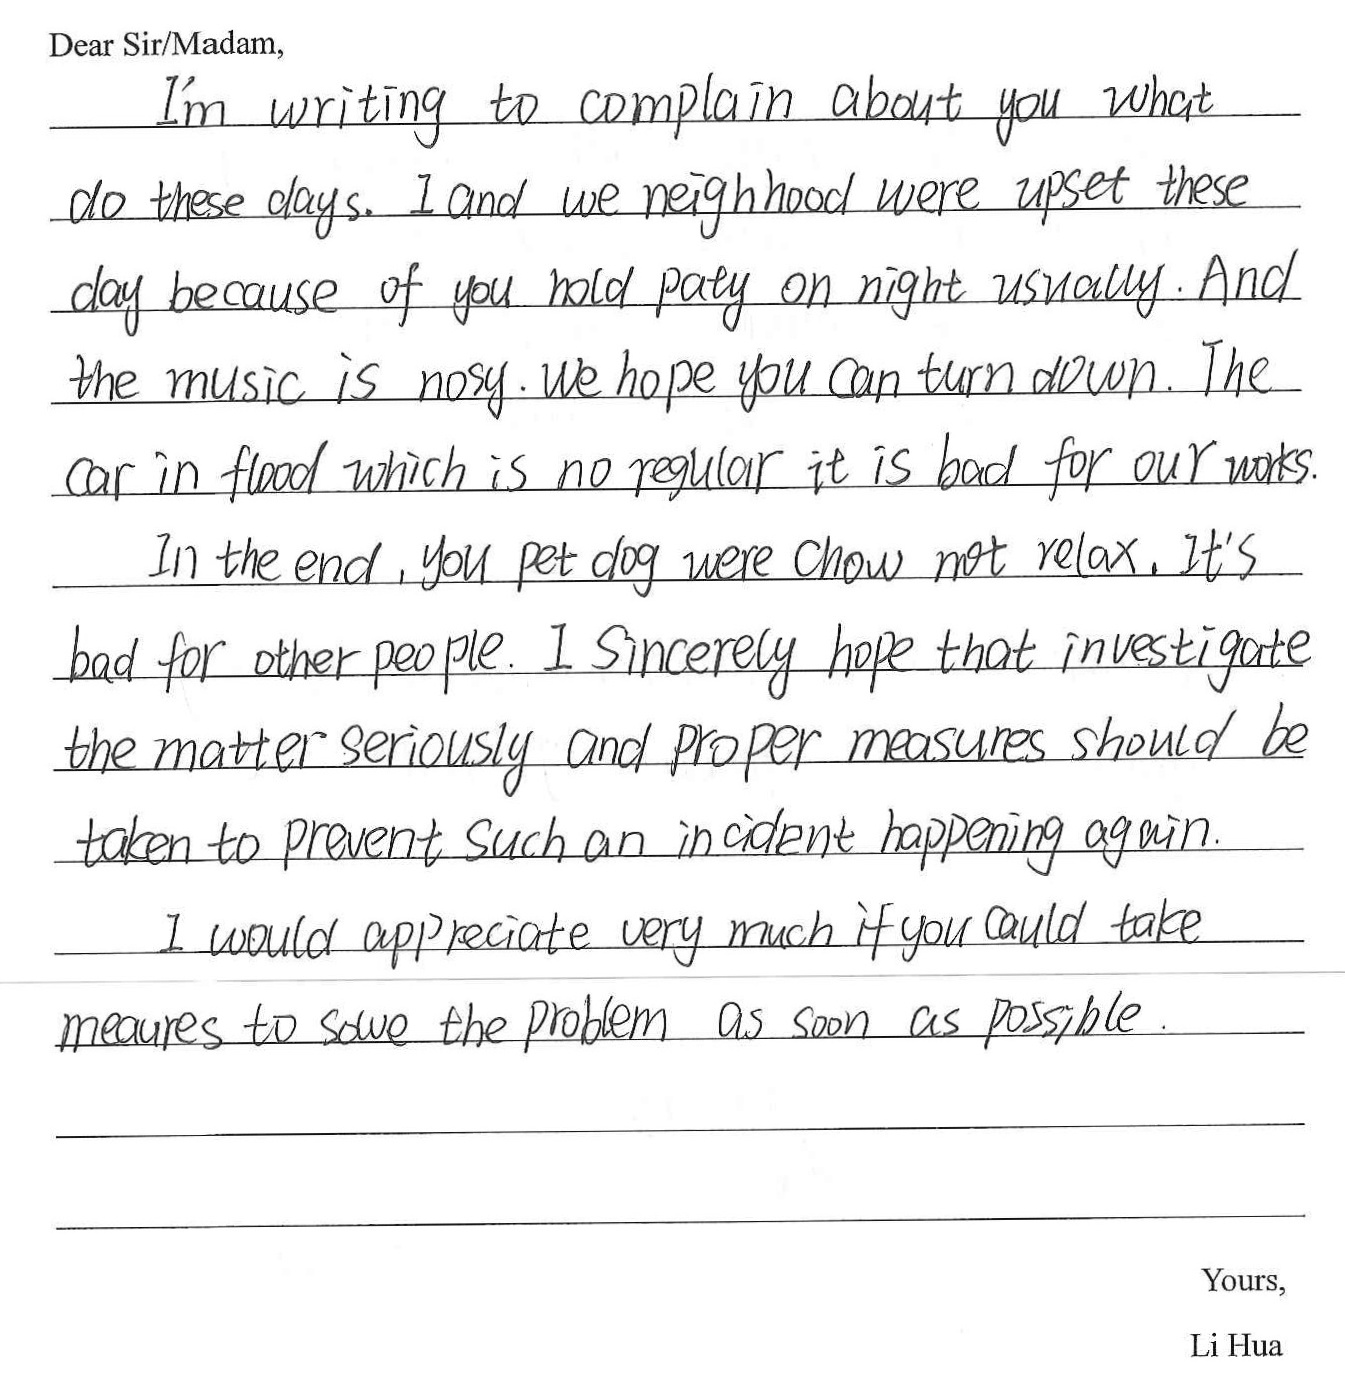 Dear Sir/Madam,
I'm writing to complain about you what
do these days. I and we neighhood were upset these
day because of you hold paty on night usually. And
the music is nosy. We hope you can turn down. The
car in flood which is no regular it is bad for our works.
In the end, you pet dog were Chow not relax. It's
bad for other people. I Sincerely hope that investigate
the matter seriously and proper measures should be
taken to prevent such an incident happening again.
I would appreciate very much if you cauld take
meaures to solve the problem as soon as possible.
Yours,
Li Hua